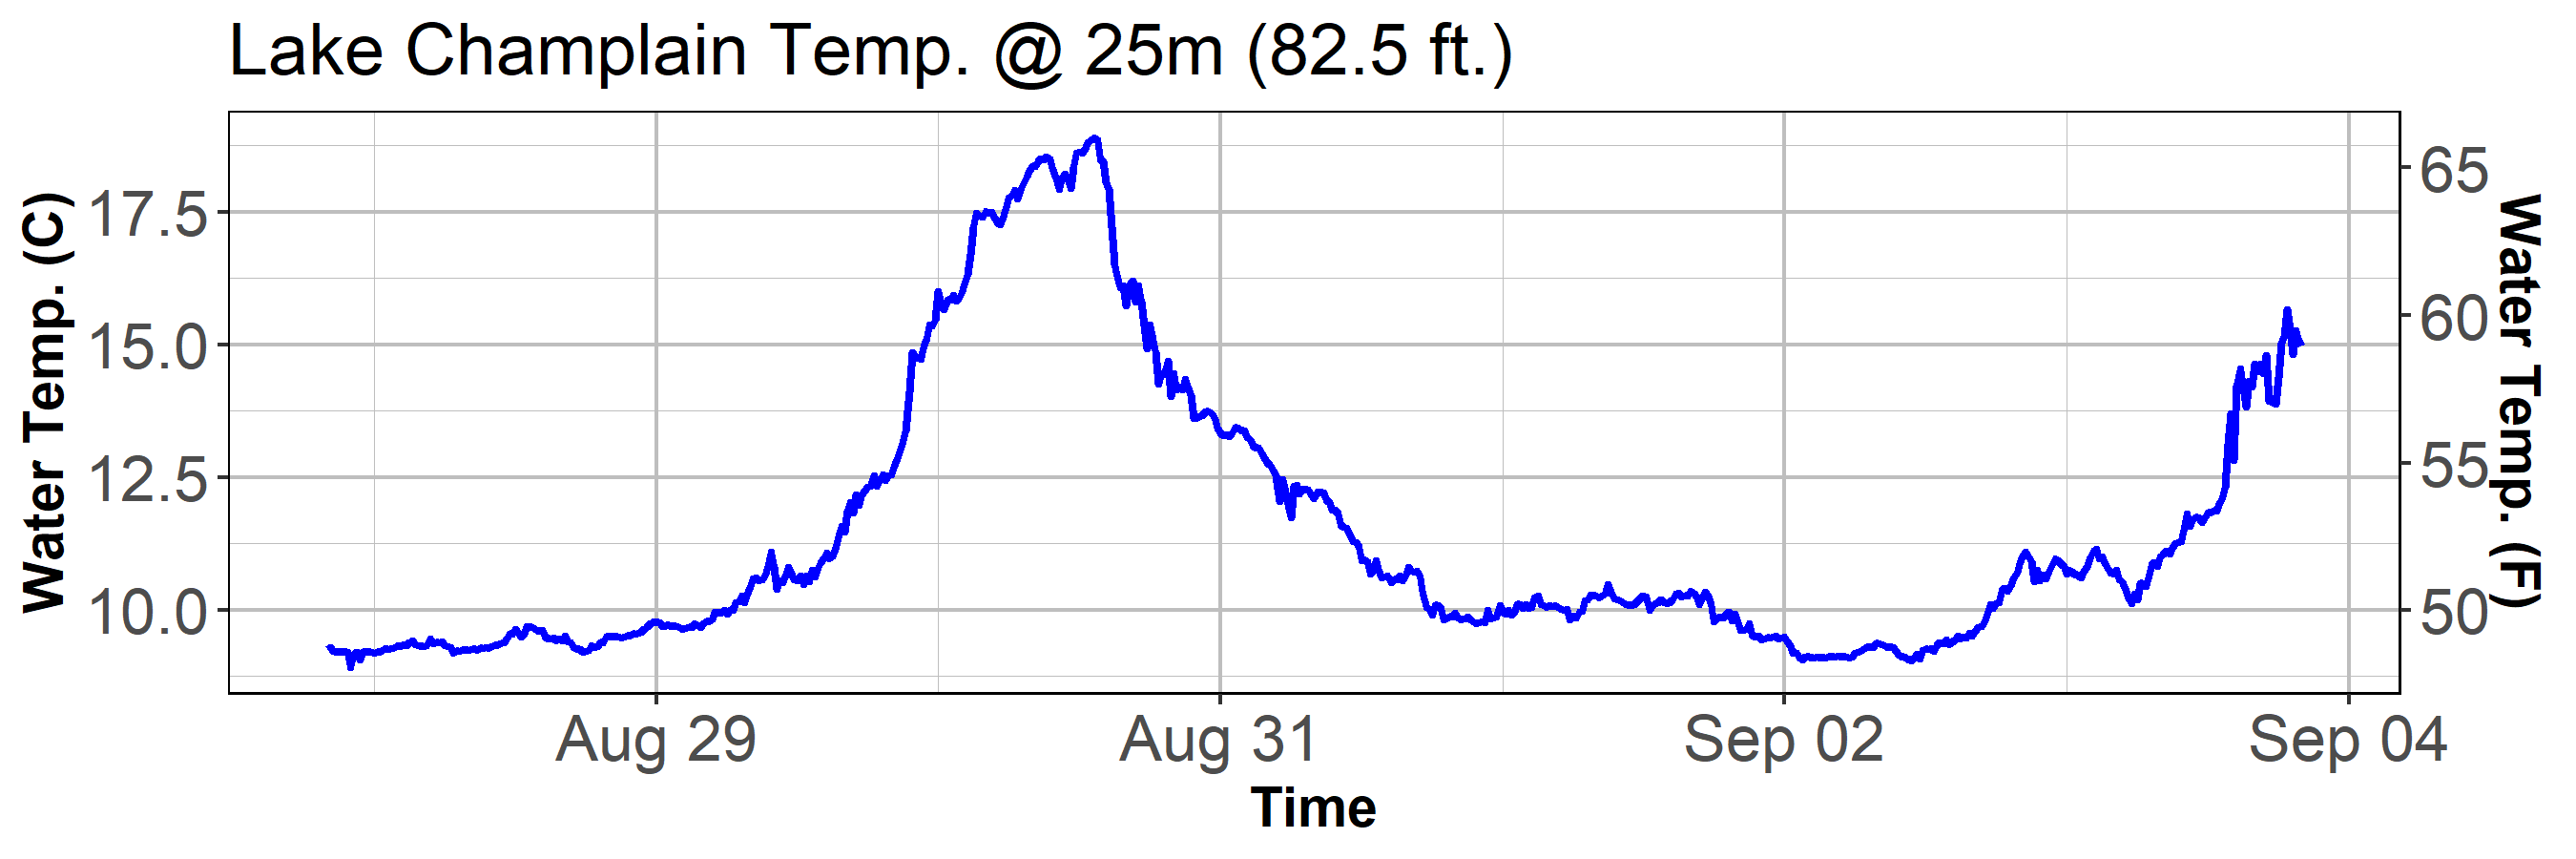 Lake Champlain Temp. @ 25m (82.5 ft.)
Water Temp. (C)
17.5
15.0
12.5
10.0
65
60
55
50
Water Temp. (F)
Aug 29 Aug 31 Sep 02 Sep 04
Time